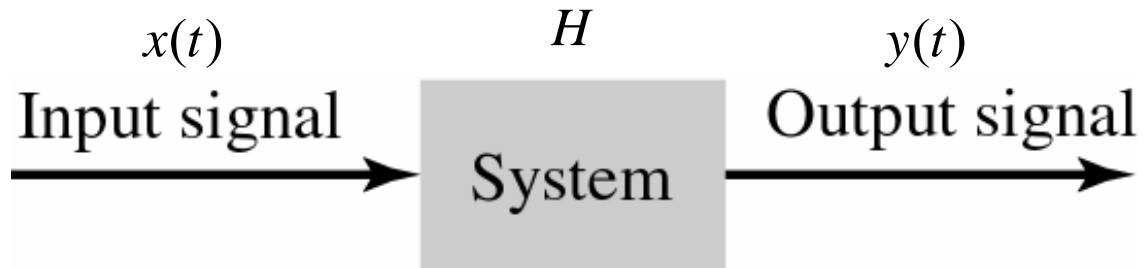 x(t)
H
y(t)
Input signal
System
Output signal